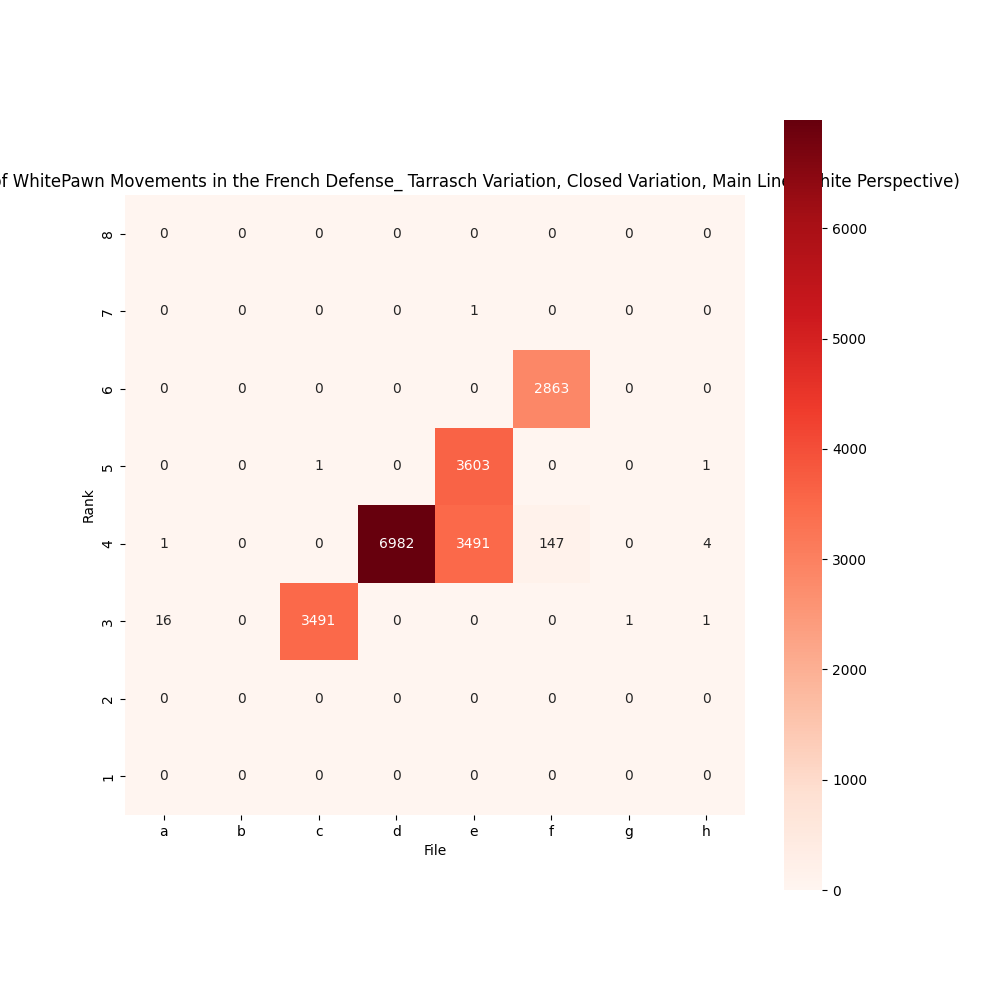 of WhitePawn Movements in the French Defense_ Tarrasch Variation, Closed Variation, Main Line hite Perspective)
8 0 0 0 0 0 0 0 0
7 0 0 0 0 1 0 0 0
6 0 0 0 0 0 2863 0 0
5 0 0 1 0 3603 0 0 1
4 1 0 0 6982 3491 147 0 4
3 16 0 3491 0 0 0 1 1
2 0 0 0 0 0 0 0 0
1 0 0 0 0 0 0 0 0
a b c d e f g h
File
Rank
6000
5000
4000
3000
2000
1000
0